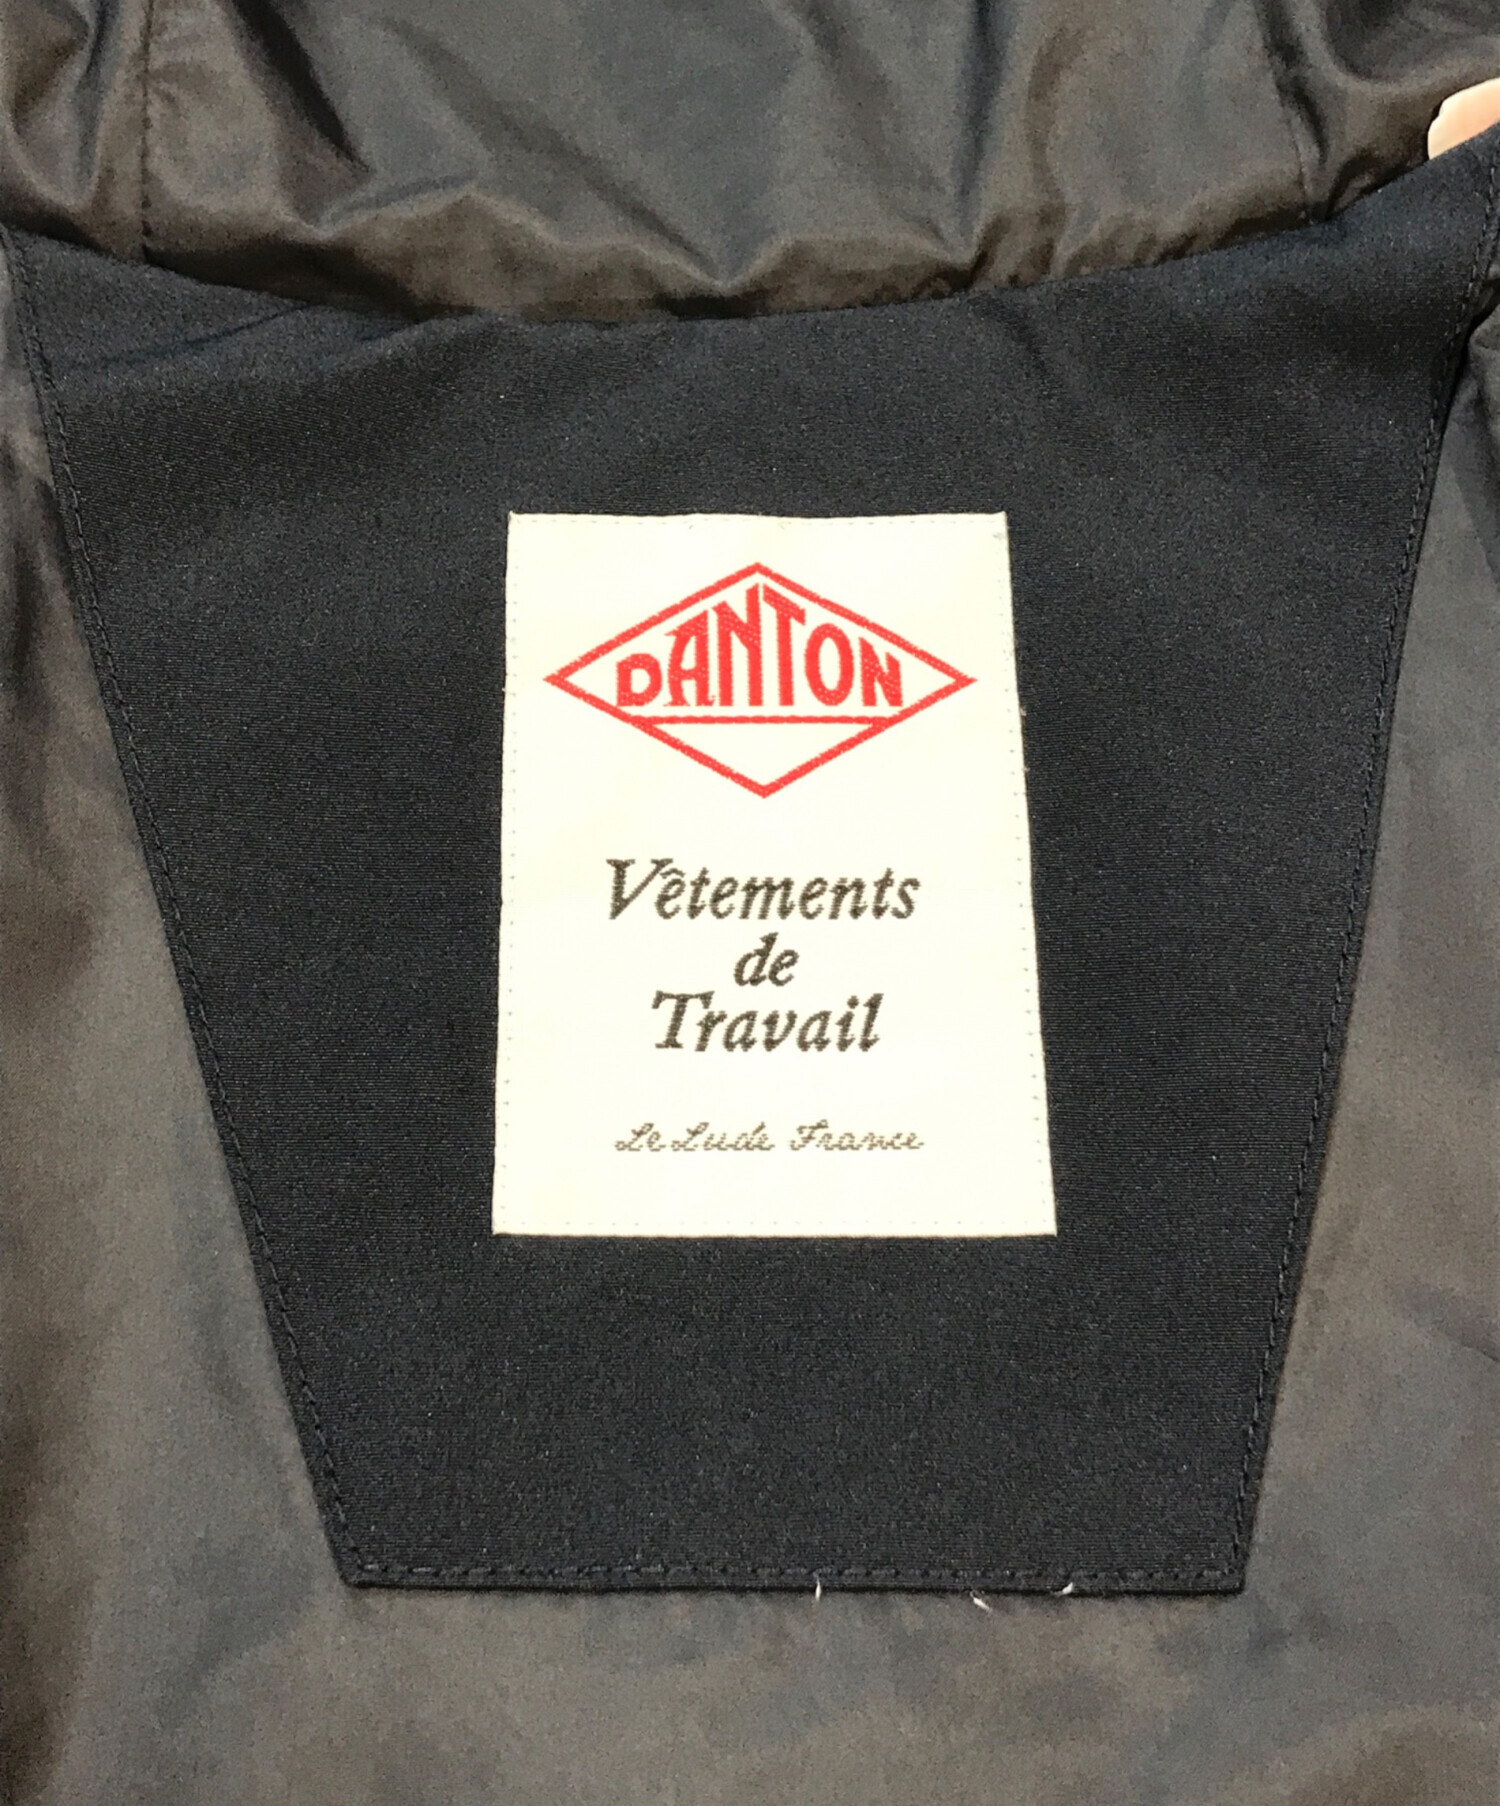 DANTON
Vêtements
de
Travail
Le Lude France